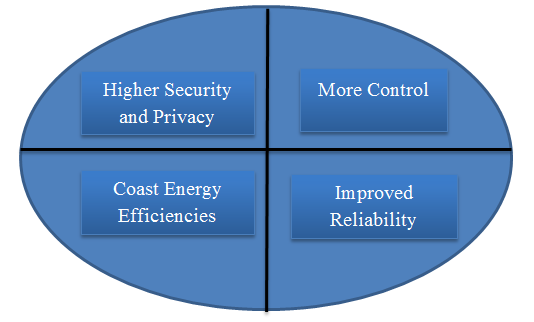 Higher Security
and Privacy
More Control
Coast Energy
Efficiencies
Improved
Reliability